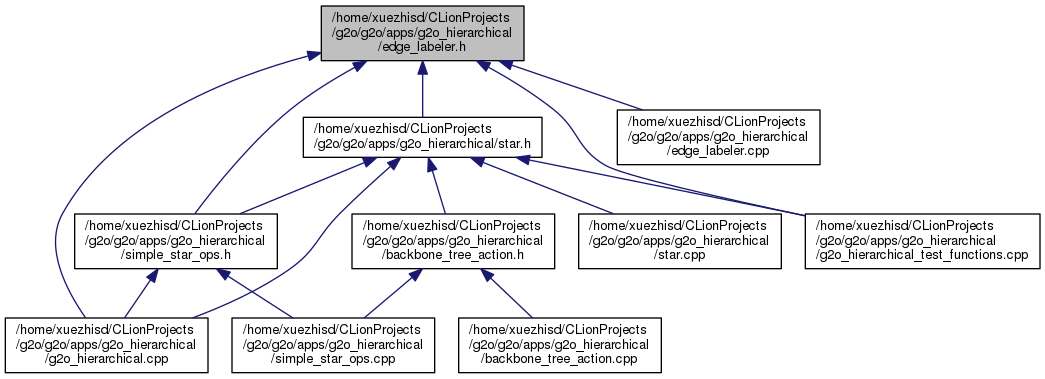 /home/xuezhisd/CLionProjects
/g2o/g2o/apps/g2o_hierarchical
/edge_labeler.h
/home/xuezhisd/CLionProjects
/g2o/g2o/apps/g2o_hierarchical
/edge_labeler.cpp
/home/xuezhisd/CLionProjects
/g2o/g2o/apps/g2o_hierarchical/star.h
/home/xuezhisd/CLionProjects
/g2o/g2o/apps/g2o_hierarchical
/simple_star_ops.h
/home/xuezhisd/CLionProjects
/g2o/g2o/apps/g2o_hierarchical
/backbone_tree_action.h
/home/xuezhisd/CLionProjects
/g2o/g2o/apps/g2o_hierarchical
/star.cpp
/home/xuezhisd/CLionProjects
/g2o/g2o/apps/g2o_hierarchical
/g2o_hierarchical_test_functions.cpp
/home/xuezhisd/CLionProjects
/g2o/g2o/apps/g2o_hierarchical
/g2o_hierarchical.cpp
/home/xuezhisd/CLionProjects
/g2o/g2o/apps/g2o_hierarchical
/simple_star_ops.cpp
/home/xuezhisd/CLionProjects
/g2o/g2o/apps/g2o_hierarchical
/backbone_tree_action.cpp